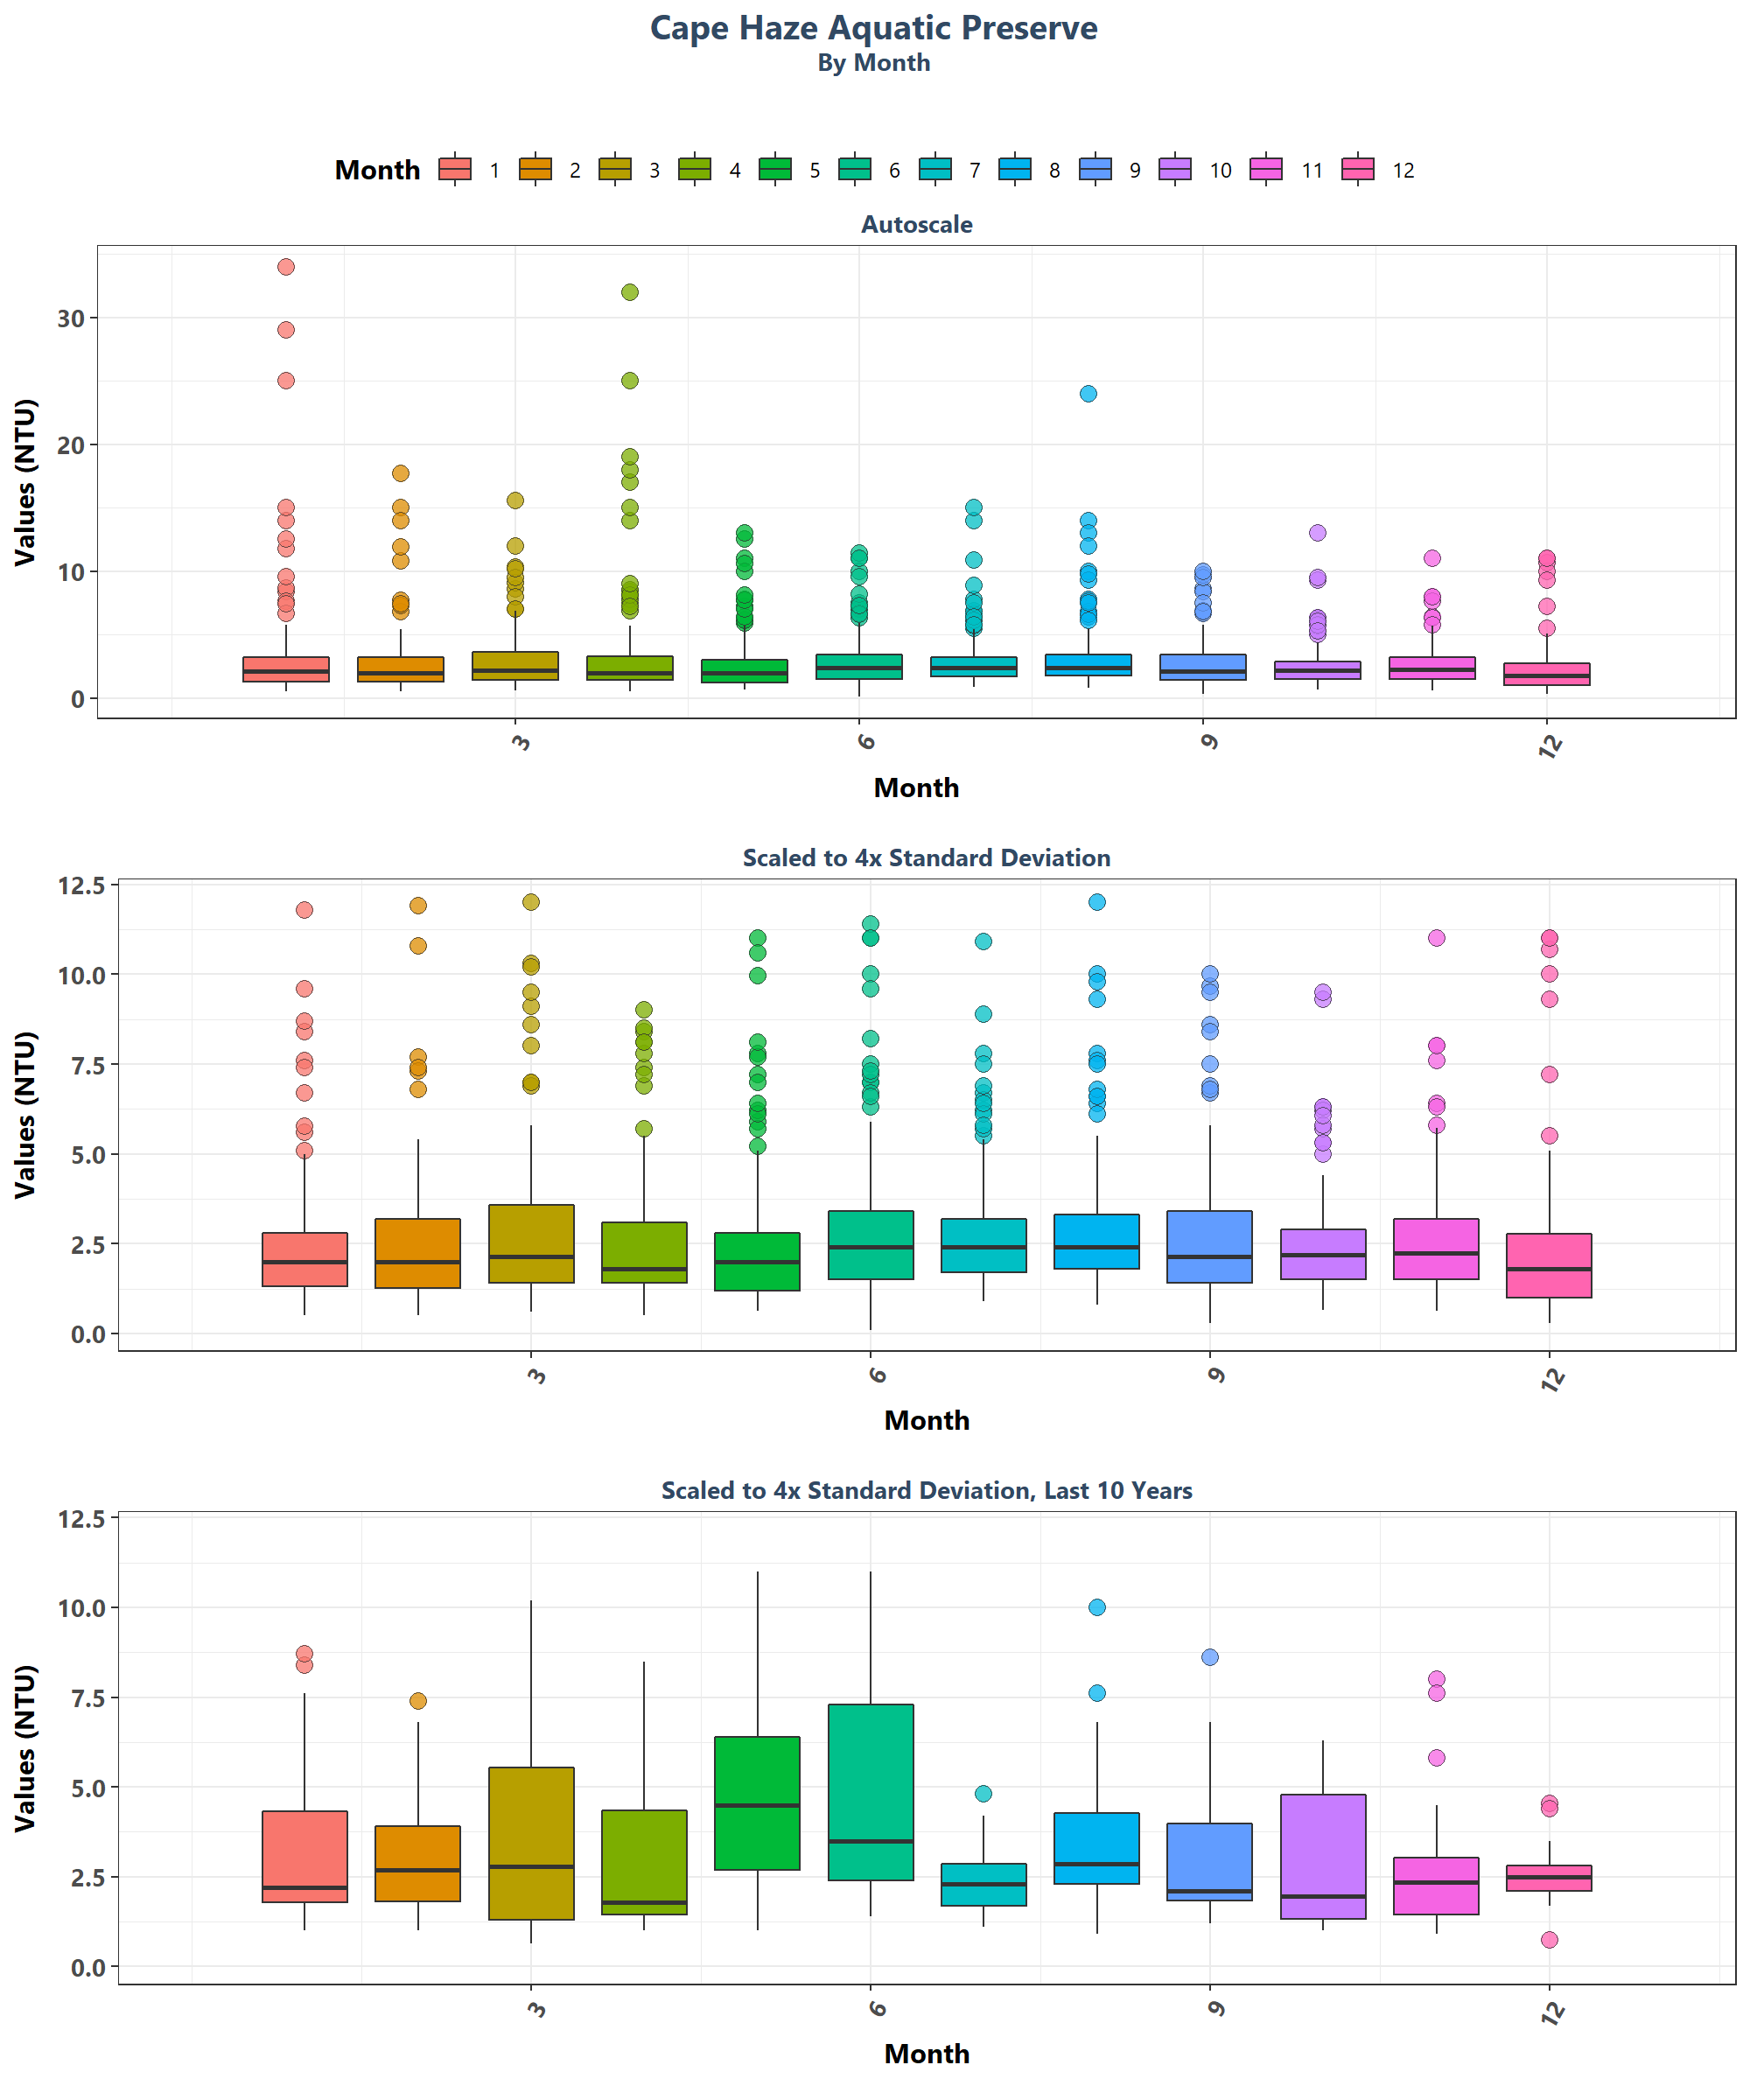 Cape Haze Aquatic Preserve
By Month
Month 1 2 3 4 5 6 7 8 9 10 11 12
Autoscale
Values (NTU)
30
20
10
0
3 6 9 12
Month
Scaled to 4x Standard Deviation
Values (NTU)
12.5
10.0
7.5
5.0
2.5
0.0
3 6 9 12
Month
Scaled to 4x Standard Deviation, Last 10 Years
Values (NTU)
12.5
10.0
7.5
5.0
2.5
0.0
3 6 9 12
Month